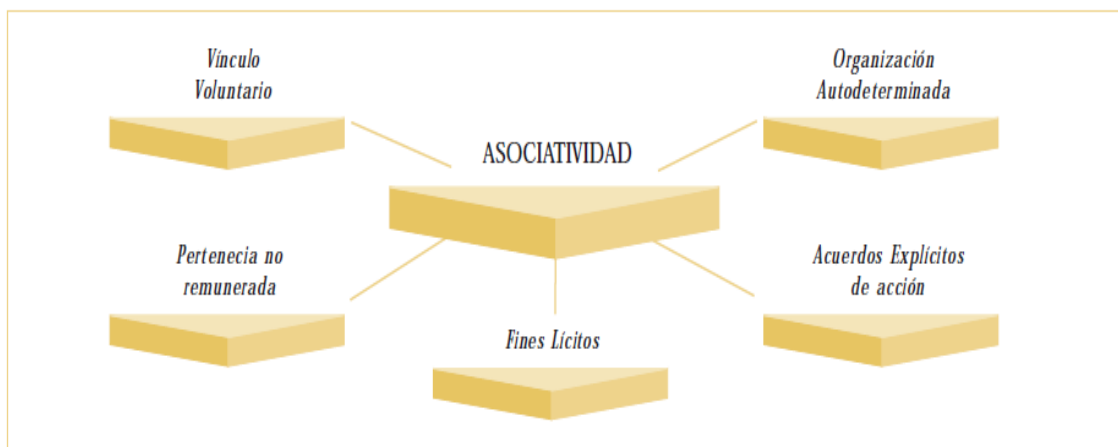 Vínculo
Voluntario
Organización
Autodeterminada
ASOCIATIVIDAD
Pertenecia no
remunerada
Acuerdos Explícitos
de acción
Fines Lícitos